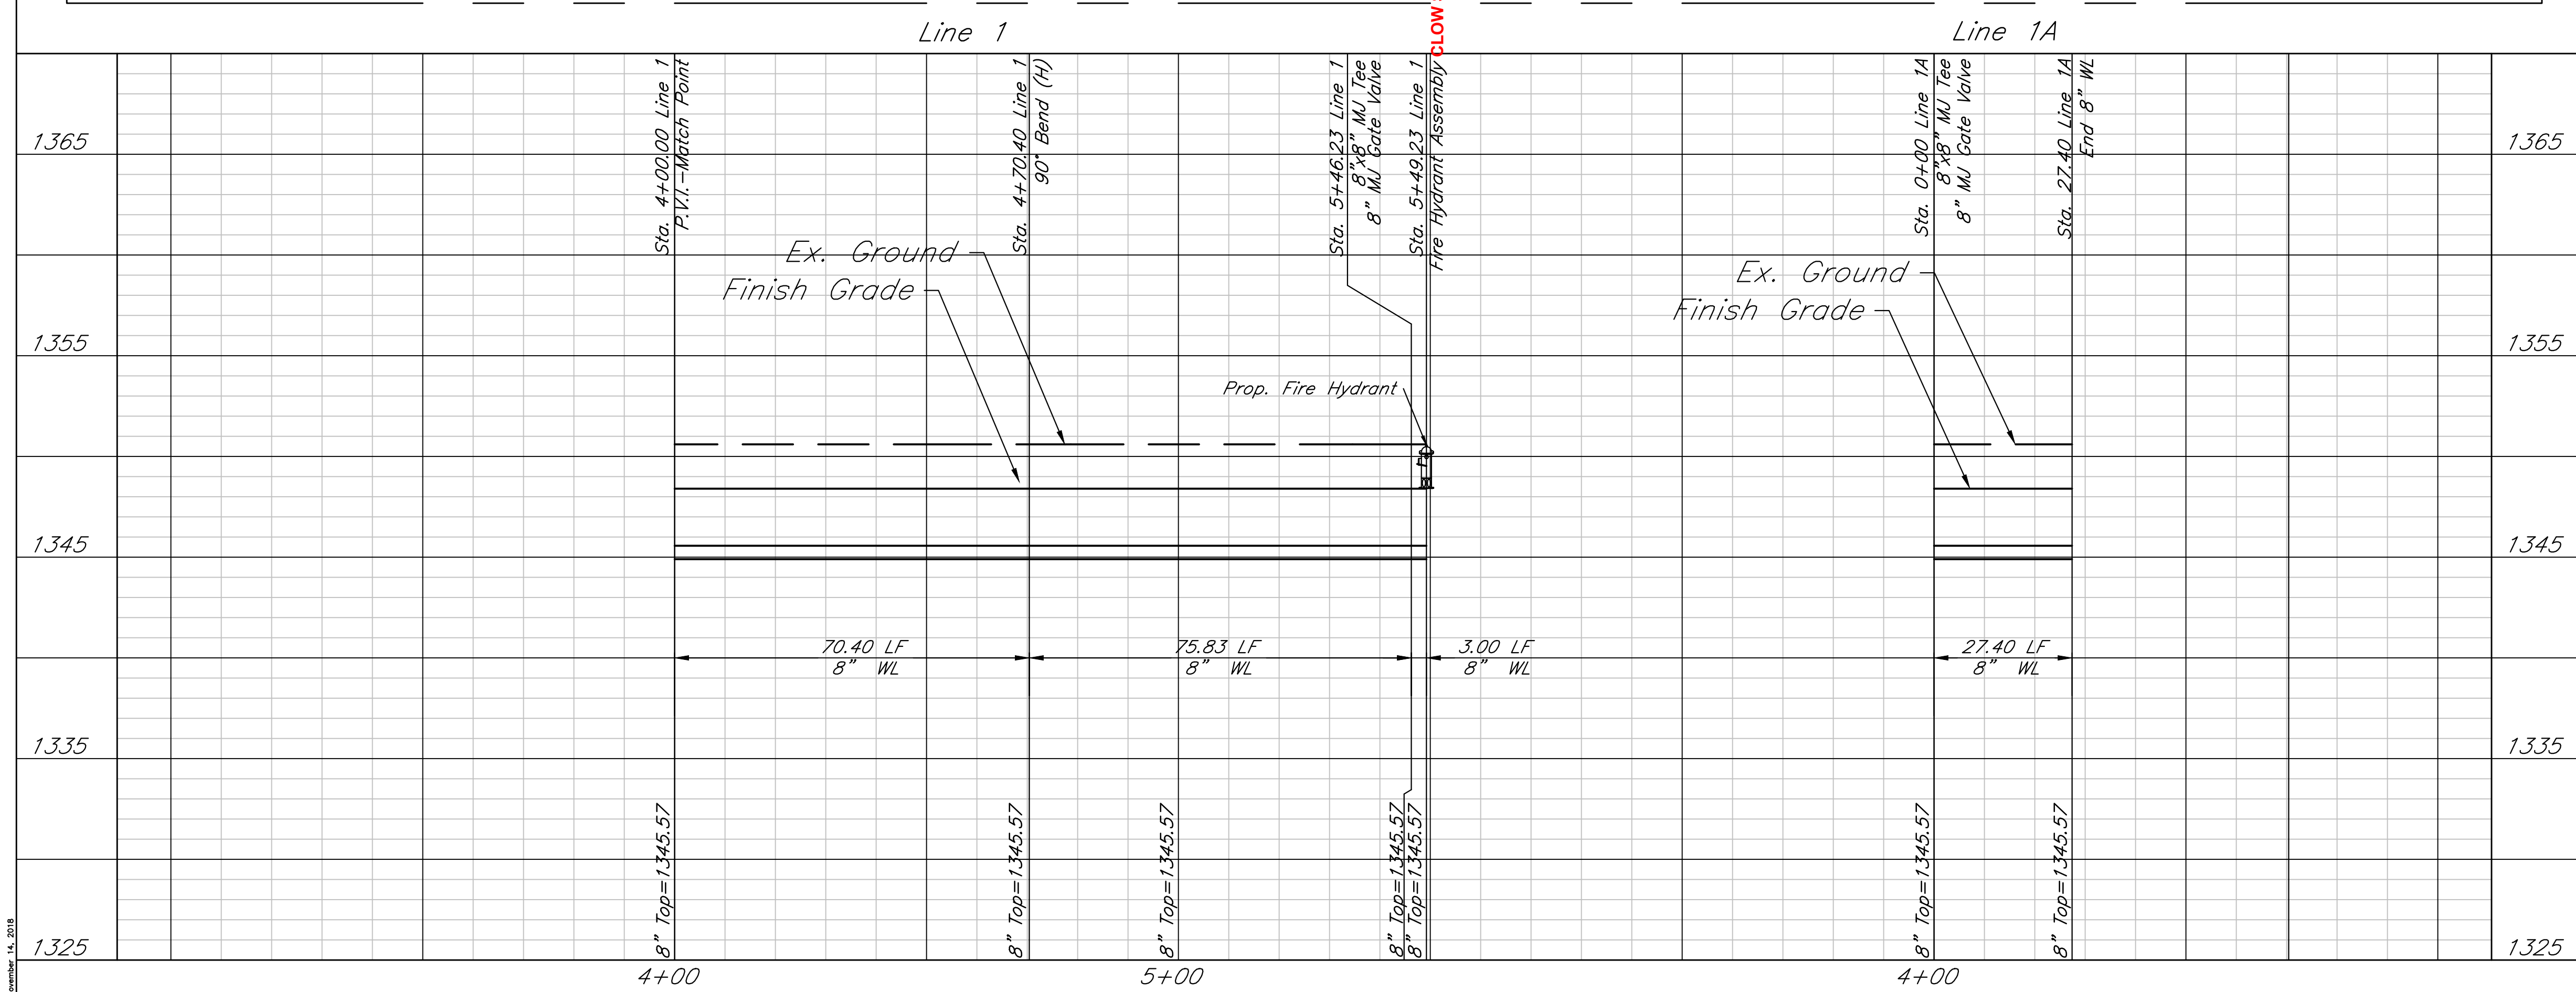 Line 1
Line 1A
CLOW
Sta. 4+00.00 Line 1
P.V.I.-Match Point
Sta. 4+70.40 Line 1
90° Bend (H)
Sta. 5+46.23 Line 1
8"x8" MJ Tee
8" MJ Gate Valve
Sta. 5+49.23 Line 1
Fire Hydrant Assembly
Sta. 0+00 Line 1A
8"x8" MJ Tee
8" MJ Gate Valve
Sta. 27.40 Line 1A
End 8" WL
1365
1365
Ex. Ground
Finish Grade
Ex. Ground
Finish Grade
1355
1355
Prop. Fire Hydrant
1345
1345
70.40 LF
8" WL
75.83 LF
8" WL
3.00 LF
8" WL
27.40 LF
8" WL
1335
1335
8" Top=1345.57
8" Top=1345.57
8" Top=1345.57
8" Top=1345.57
8" Top=1345.57
8" Top=1345.57
8" Top=1345.57
1325
1325
4+00
5+00
4+00
ovember 14, 2018